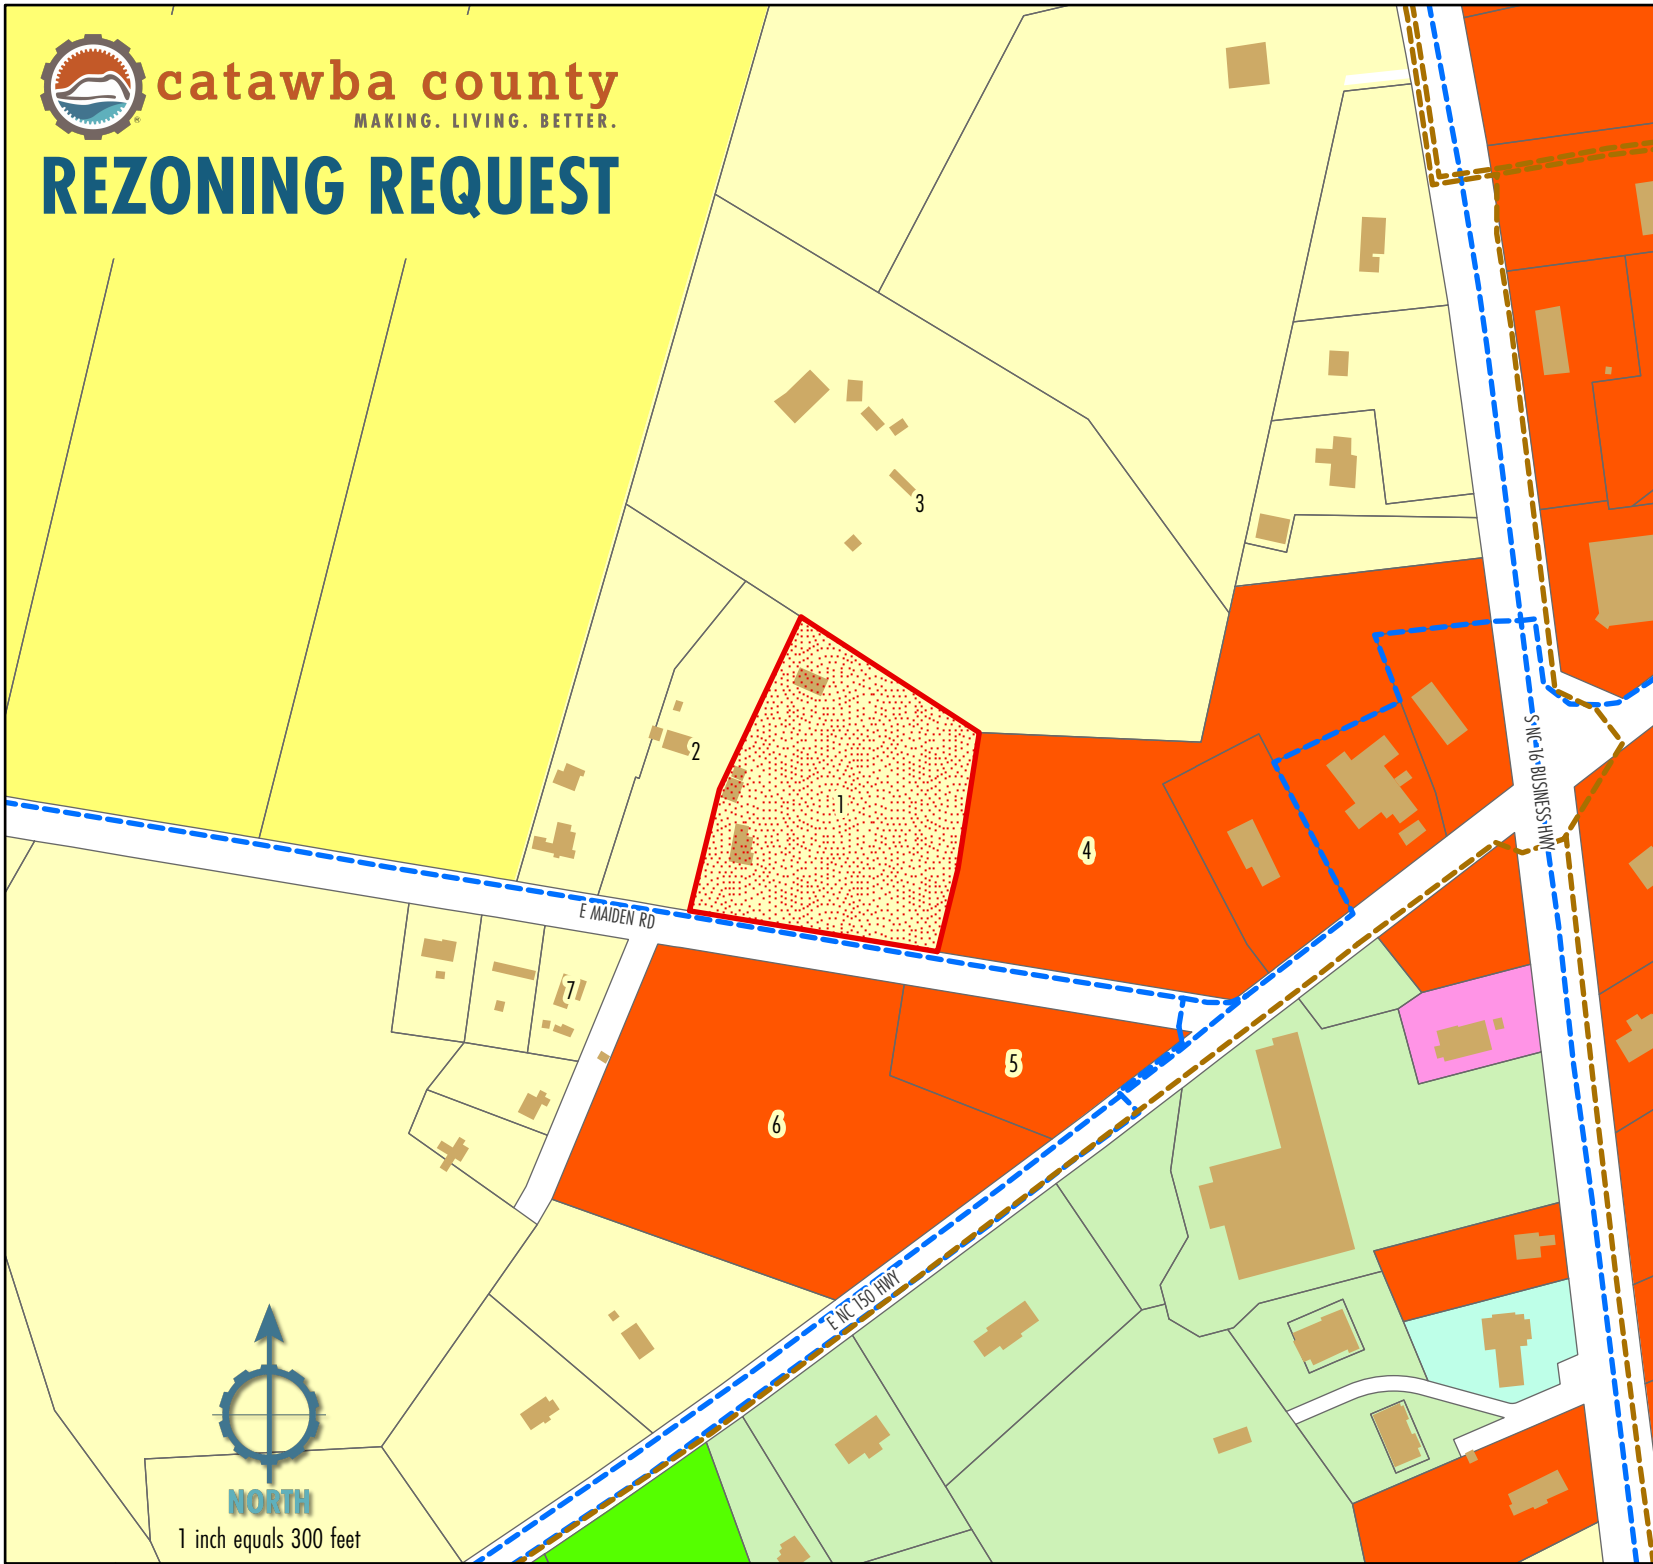 catawba county
MAKING. LIVING. BETTER.
REZONING REQUEST
3
2
1
4
S NC 16 BUSINESS HWY
E MAIDEN RD
7
5
6
E NC 150 HWY
NORTH
1 inch equals 300 feet